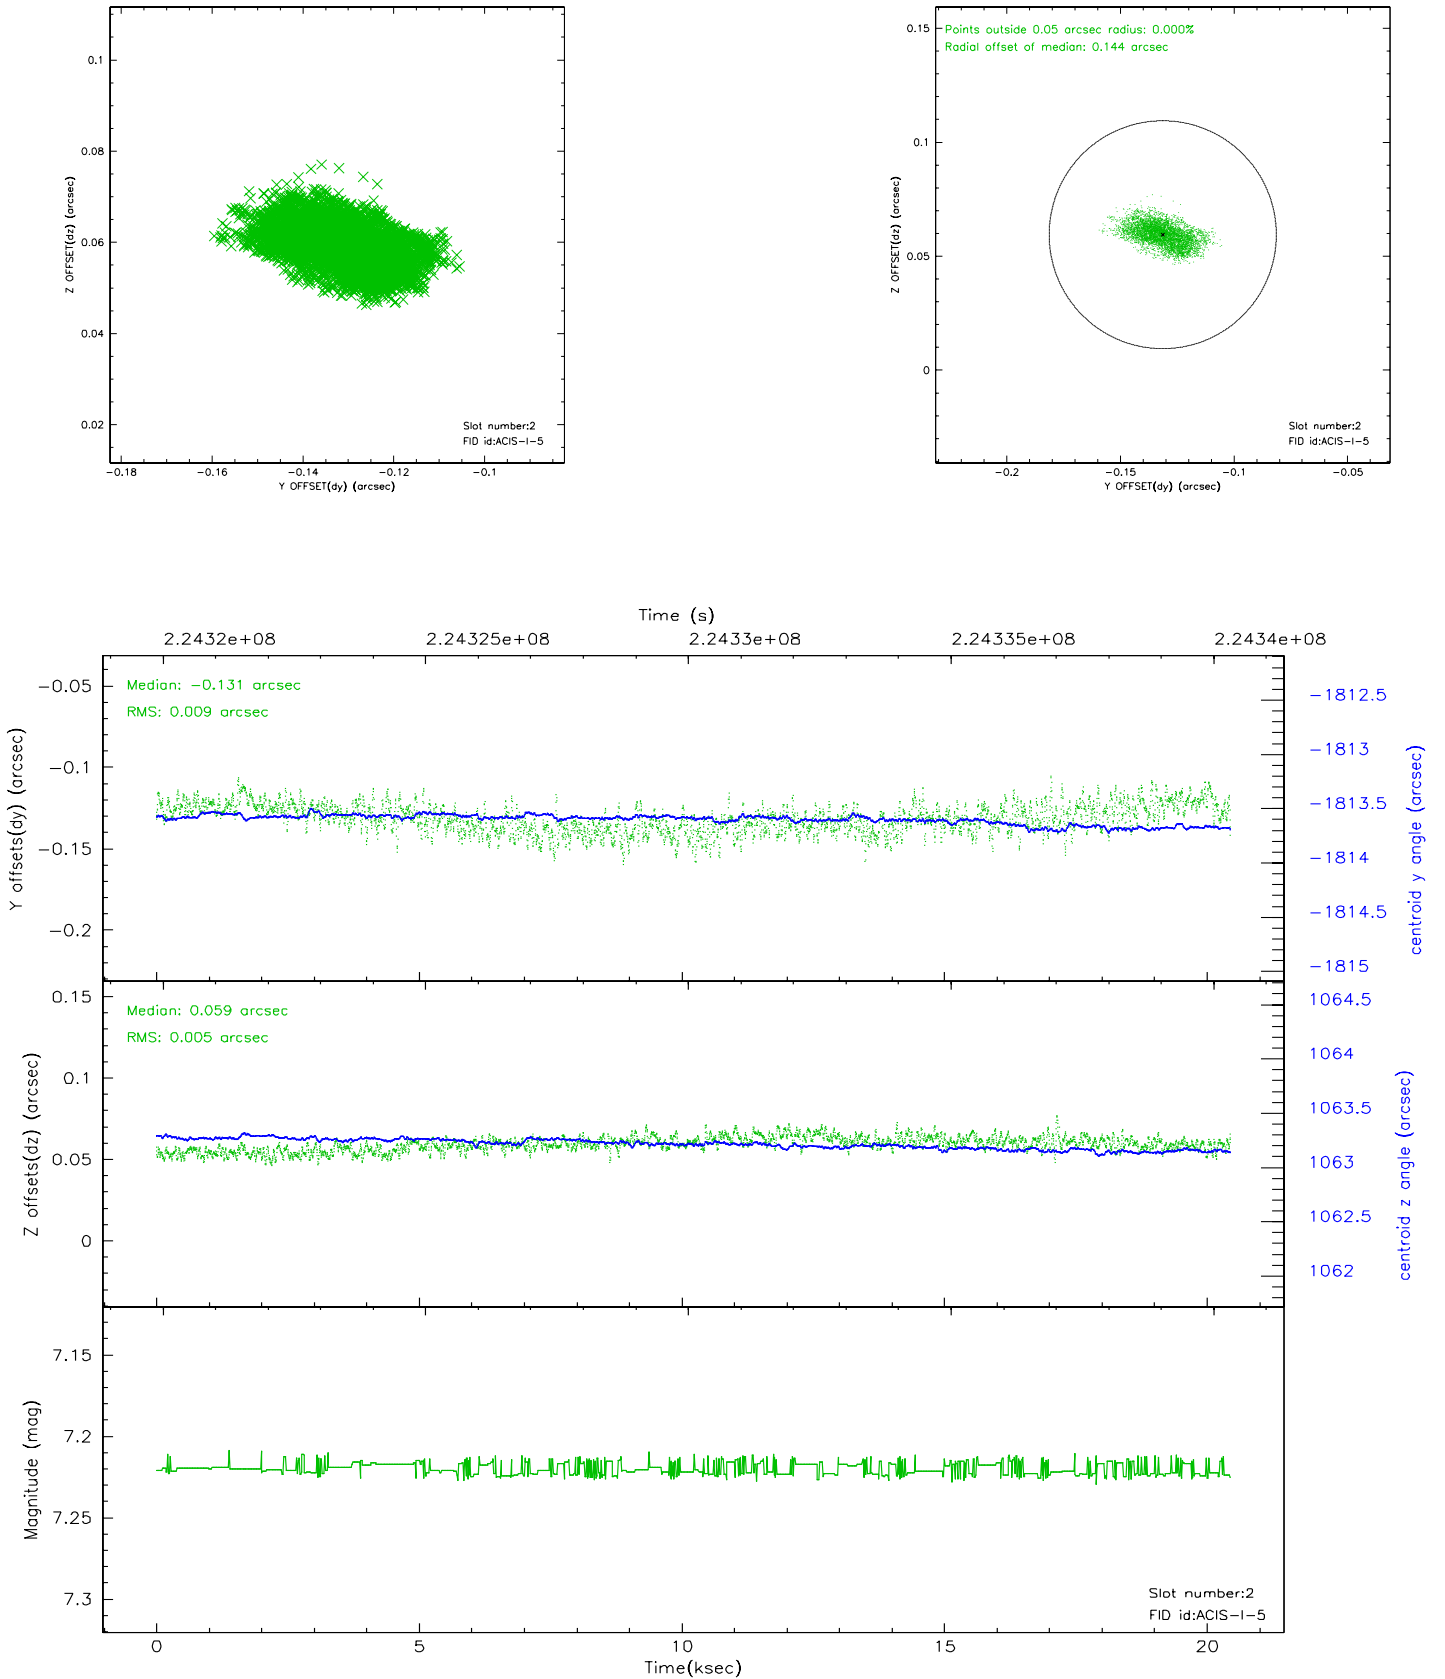 0.1
0.08
0.06
0.04
0.02
Z OFFSET(dz) (arcsec)
Slot number:2
FID id:ACIS-I-5
-0.18
-0.16
-0.14
-0.12
-0.1
Y OFFSET(dy) (arcsec)
Points outside 0.05 arcsec radius: 0.000%
Radial offset of median: 0.144 arcsec
0.15
0.1
0.05
0
Z OFFSET(dz) (arcsec)
Slot number:2
FID id:ACIS-I-5
-0.2
-0.15
-0.1
-0.05
Y OFFSET(dy) (arcsec)
Time (s)
2.2432e+08
2.24325e+08
2.2433e+08
2.24335e+08
2.2434e+08
Median: -0.131 arcsec
RMS: 0.009 arcsec
-0.05
-0.1
-0.15
-0.2
Y offsets(dy) (arcsec)
-1812.5
-1813
-1813.5
-1814
-1814.5
-1815
centroid y angle (arcsec)
Median: 0.059 arcsec
RMS: 0.005 arcsec
0.15
0.1
0.05
0
Z offsets(dz) (arcsec)
1064.5
1064
1063.5
1063
1062.5
1062
centroid z angle (arcsec)
7.15
7.2
7.25
7.3
Magnitude (mag)
Slot number:2
FID id:ACIS-I-5
0
5
10
15
20
Time(ksec)